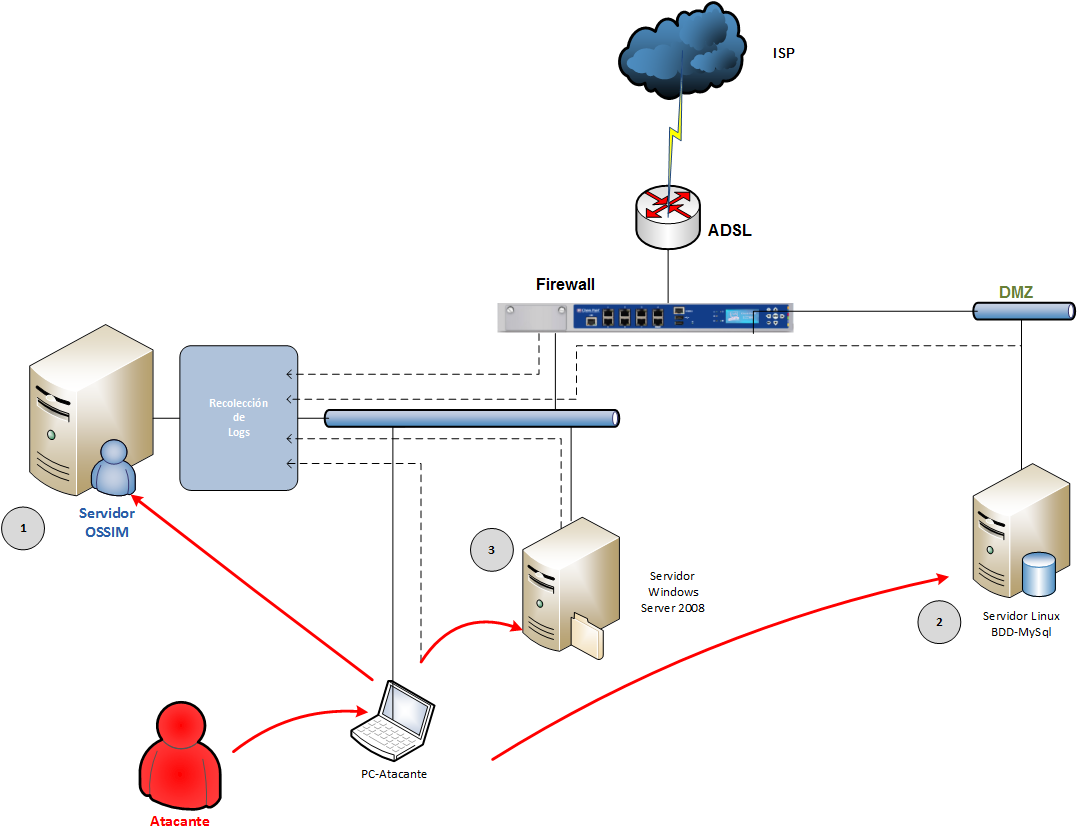 ISP
ADSL
Firewall
DMZ
Recolección
de
Logs
Servidor
OSSIM
1
3
Servidor
Windows
Server 2008
2
Servidor Linux
BDD-MySql
PC-Atacante
Atacante